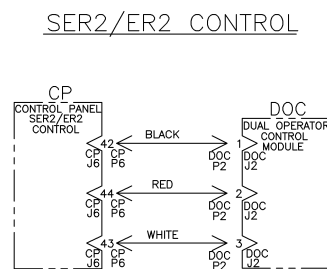 SER2/ER2 CONTROL
CP
CONTROL PANEL
SER2/ER2
CONTROL
DOC
DUAL OPERATOR
CONTROL
MODULE
42
BLACK
1
CP
J6
CP
P6
DOC
P2
DOC
J2
44
RED
2
CP
J6
CP
P6
DOC
P2
DOC
J2
43
WHITE
3
CP
J6
CP
P6
DOC
P2
DOC
J2